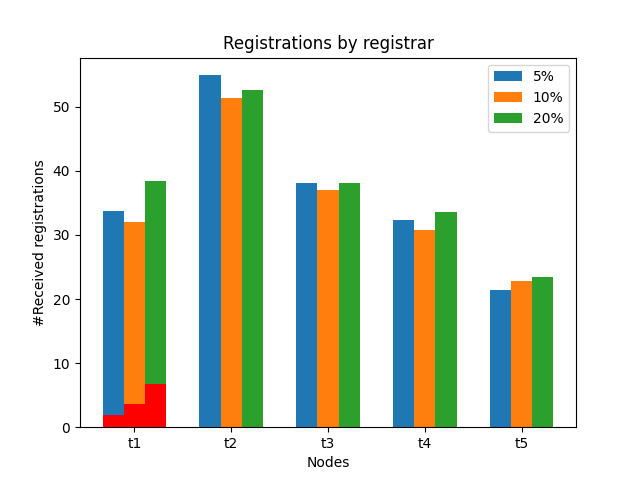 Registrations by registrar
5%
10%
20%
#Received registrations
50
40
30
20
10
0
t1 t2 t3 t4 t5
Nodes